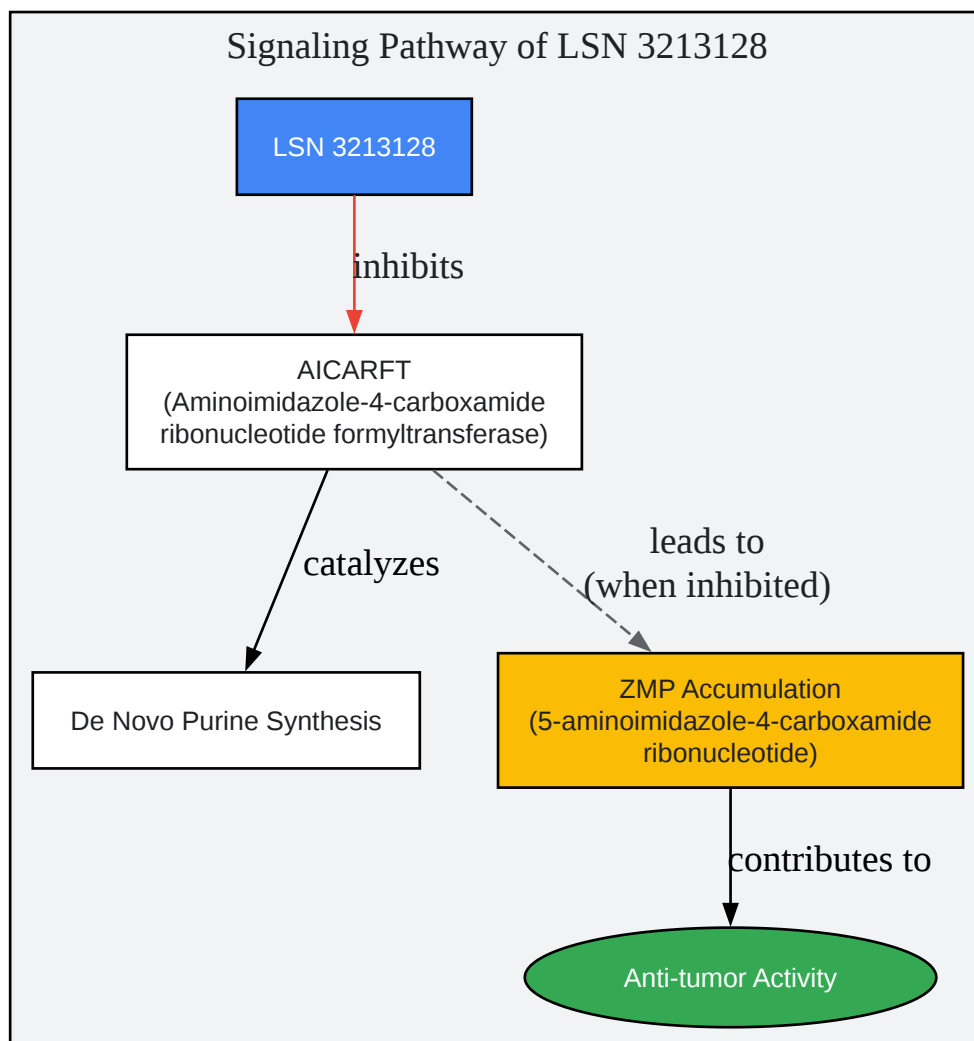 Signaling Pathway of LSN 3213128
LSN 3213128
inhibits
AICARFT
(Aminoimidazole-4-carboxamide
ribonucleotide formyltransferase)
catalyzes
leads to
(when inhibited)
De Novo Purine Synthesis
ZMP Accumulation
(5-aminoimidazole-4-carboxamide
ribonucleotide)
contributes to
Anti-tumor Activity